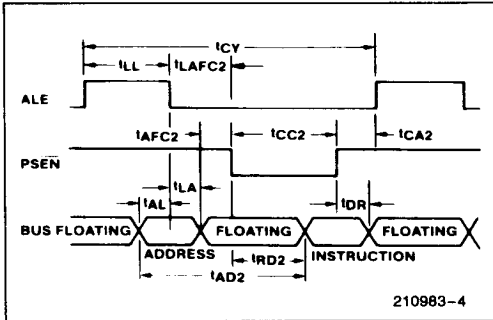 tCY
tLL tLAFC2
ALE
tAFC2 tCC2 tCA2
PSEN
tLA
tAL tDR
BUS FLOATING FLOATING FLOATING
ADDRESS tRD2 INSTRUCTION
tAD2
210983-4